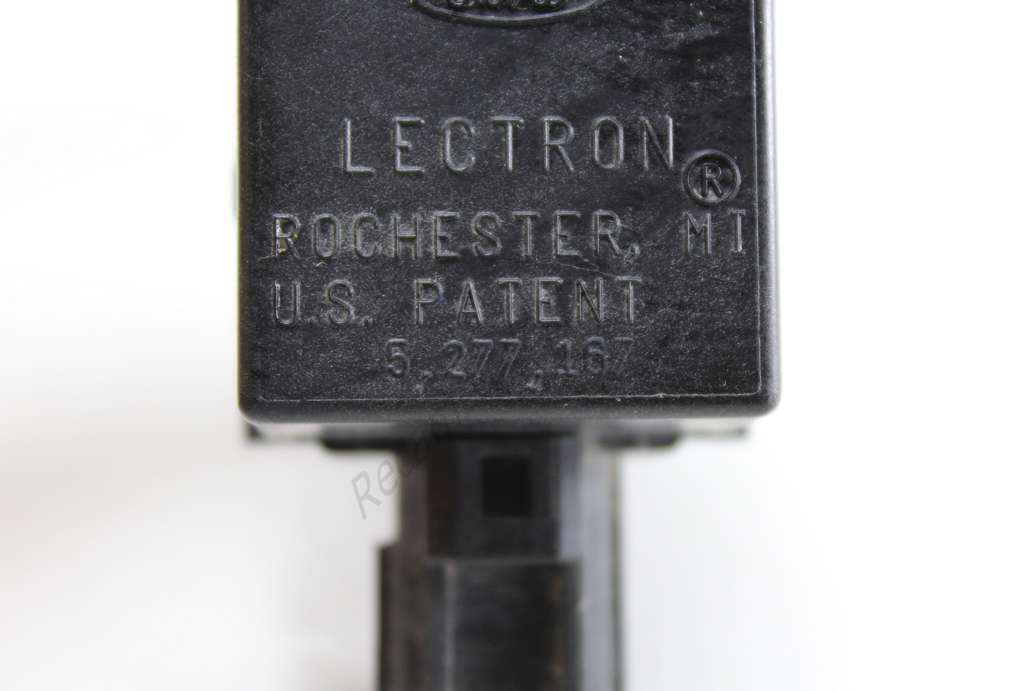 LECTRON
®
ROCHESTER, MI
U.S. PATENT
5,277,167